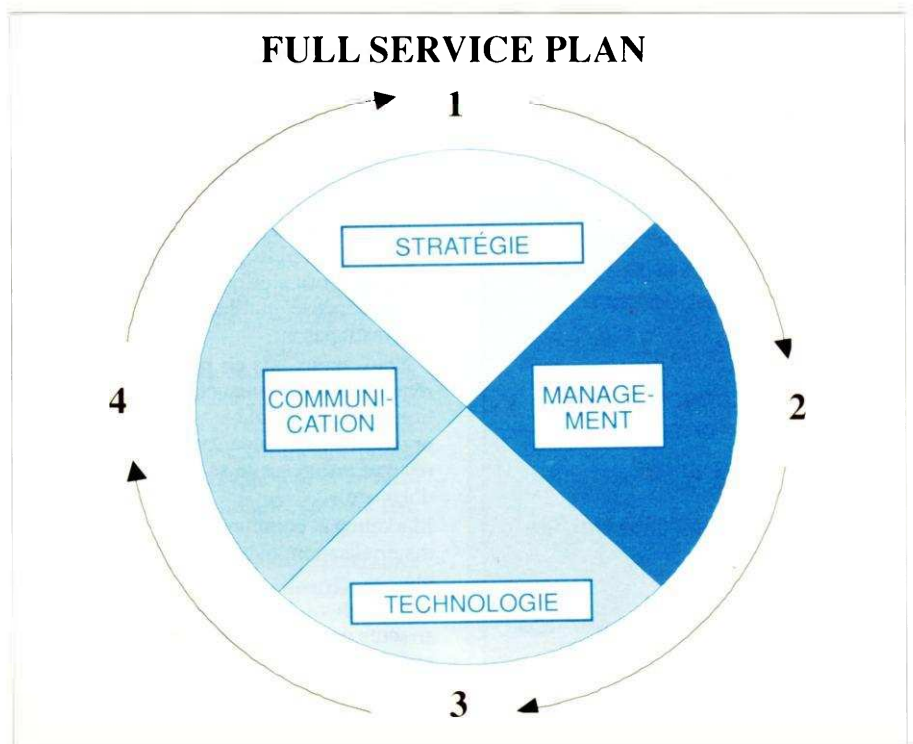 FULL SERVICE PLAN
1
STRATÉGIE
4
COMMUNI-
CATION
MANAGE-
MENT
2
TECHNOLOGIE
3